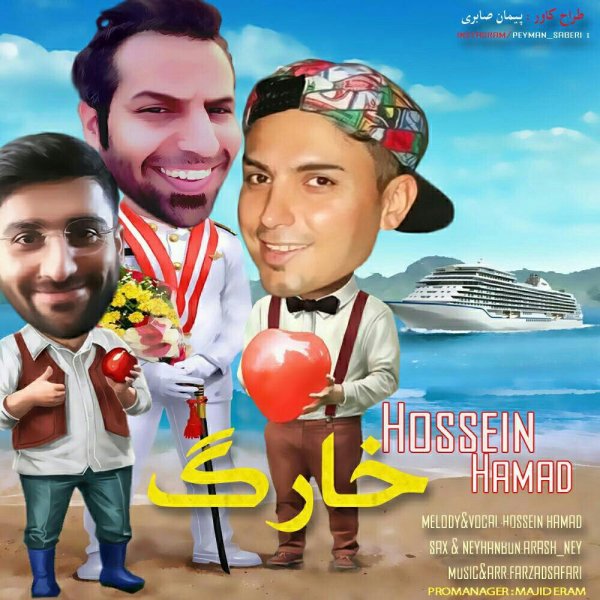 طراح کاور : پیمان صابری
INSTAGRAM/PEYMAN_SABERI 1
HOSSEIN
HAMAD
خارگ
MELODY&VOCAL HOSSEIN HAMAD
SAX & NEYHANBUN ARASH_NEY
MUSIC&ARR FARZADSAFARI
PROMANAGER : MAJID ERAM